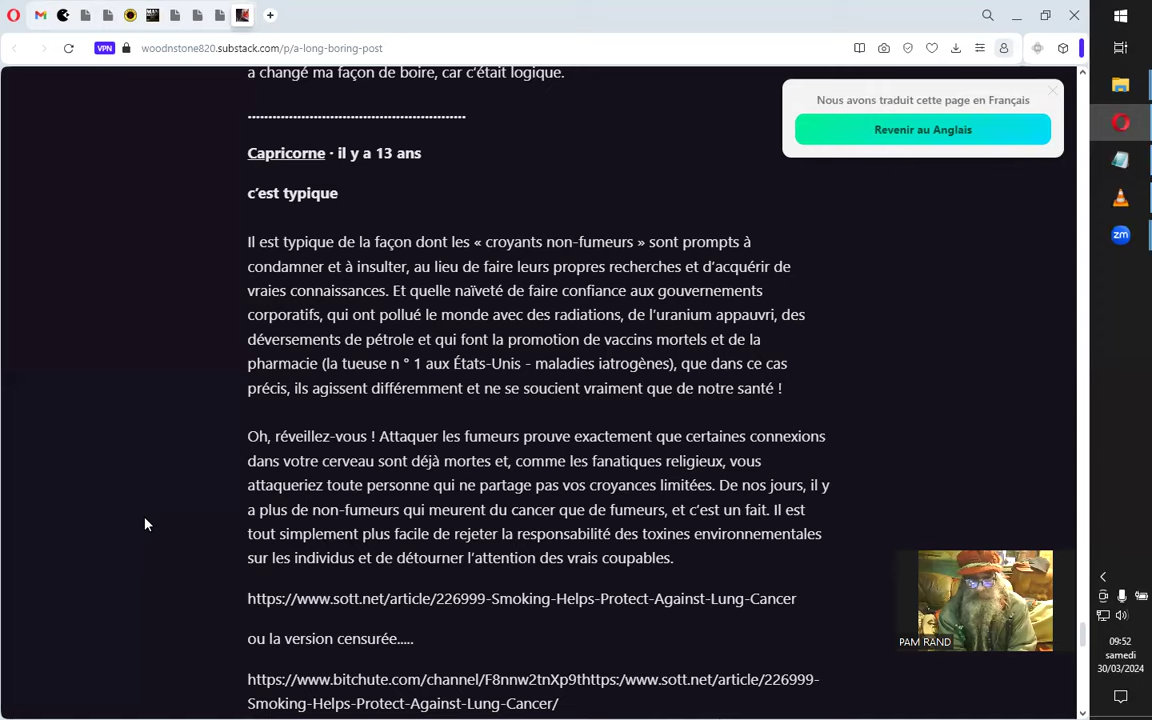 VPN
woodnstone820.substack.com/p/a-long-boring-post
a changé ma façon de boire, car c'était logique.
Nous avons traduit cette page en Français
Revenir au Anglais
----------------------------------------------------
Capricorne · il y a 13 ans
c'est typique
Il est typique de la façon dont les « croyants non-fumeurs » sont prompts à
condamner et à insulter, au lieu de faire leurs propres recherches et d'acquérir de
vraies connaissances. Et quelle naïveté de faire confiance aux gouvernements
corporatifs, qui ont pollué le monde avec des radiations, de l'uranium appauvri, des
déversements de pétrole et qui font la promotion de vaccins mortels et de la
pharmacie (la tueuse n ° 1 aux États-Unis - maladies iatrogènes), que dans ce cas
précis, ils agissent différemment et ne se soucient vraiment que de notre santé !
Oh, réveillez-vous ! Attaquer les fumeurs prouve exactement que certaines connexions
dans votre cerveau sont déjà mortes et, comme les fanatiques religieux, vous
attaqueriez toute personne qui ne partage pas vos croyances limitées. De nos jours, il y
a plus de non-fumeurs qui meurent du cancer que de fumeurs, et c'est un fait. Il est
tout simplement plus facile de rejeter la responsabilité des toxines environnementales
sur les individus et de détourner l'attention des vrais coupables.
https://www.sott.net/article/226999-Smoking-Helps-Protect-Against-Lung-Cancer
ou la version censurée.....
https://www.bitchute.com/channel/F8nnw2tnXp9thttps:/www.sott.net/article/226999-
Smoking-Helps-Protect-Against-Lung-Cancer/
PAM RAND
zm
09:52
samedi
30/03/2024